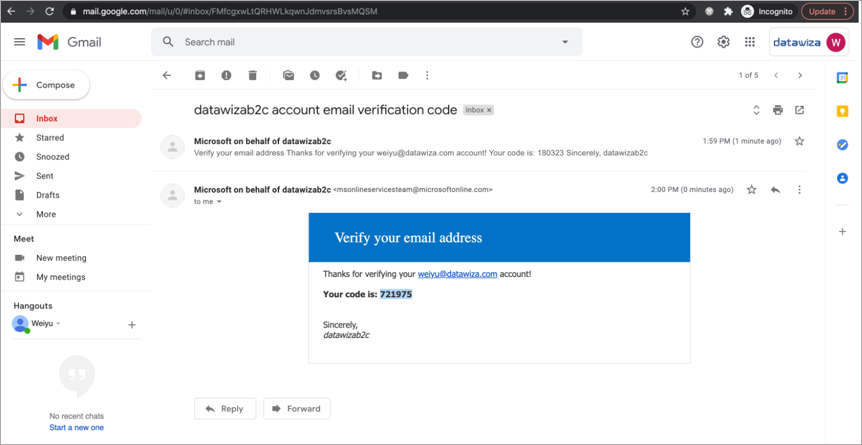 mail.google.com/mail/u/0/#inbox/FMfcgxwLtQRHWLkqwnJdmvsrsBvsMQSM
Incognito
Update
Gmail
Search mail
datawiza
W
Compose
1 of 5
datawizab2c account email verification code
Inbox ×
Inbox
Starred
Snoozed
Sent
Drafts
More
Microsoft on behalf of datawizab2c
1:59 PM (1 minute ago)
Verify your email address Thanks for verifying your weiyu@datawiza.com account! Your code is: 180323 Sincerely, datawizab2c
Microsoft on behalf of datawizab2c <msonlineservicesteam@microsoftonline.com>
2:00 PM (0 minutes ago)
to me
Verify your email address
Thanks for verifying your weiyu@datawiza.com account!
Your code is: 721975
Sincerely,
datawizab2c
Meet
New meeting
My meetings
Hangouts
Weiyu
No recent chats
Start a new one
Reply
Forward